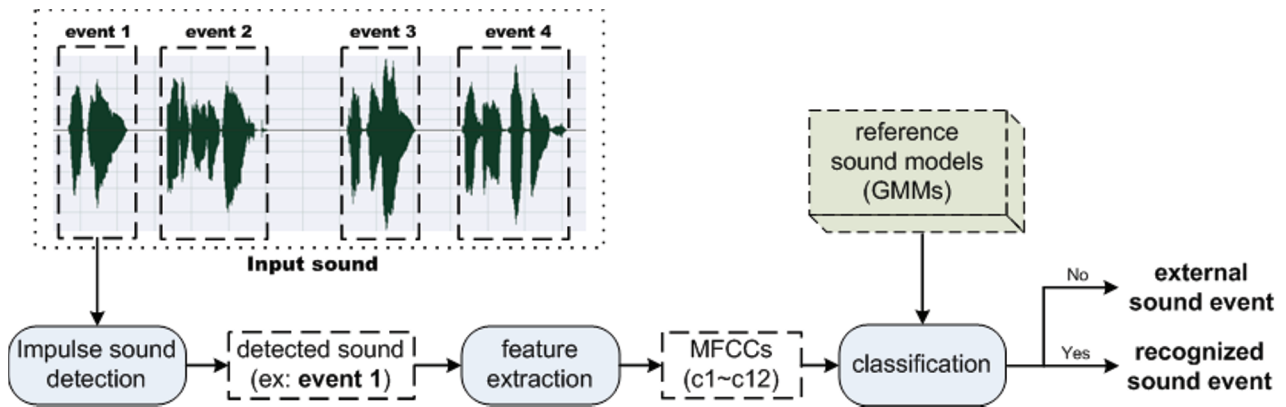 event 1
event 2
event 3
event 4
Input sound
reference
sound models
(GMMs)
Impulse sound
detection
detected sound
(ex: event 1)
feature
extraction
MFCCs
(c1~c12)
classification
No
external
sound event
Yes
recognized
sound event